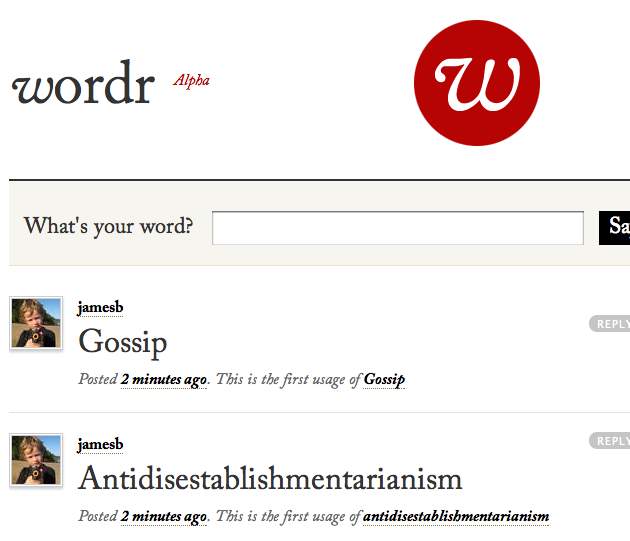 wordr Alpha
w
What's your word?
Sa
jamesb
REPLY
Gossip
Posted 2 minutes ago. This is the first usage of Gossip
jamesb
REPLY
Antidisestablishmentarianism
Posted 2 minutes ago. This is the first usage of antidisestablishmentarianism